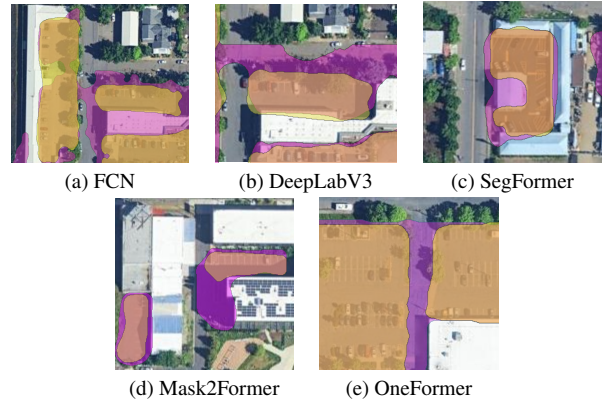 (a) FCN
(b) DeepLabV3
(c) SegFormer
(d) Mask2Former
(e) OneFormer